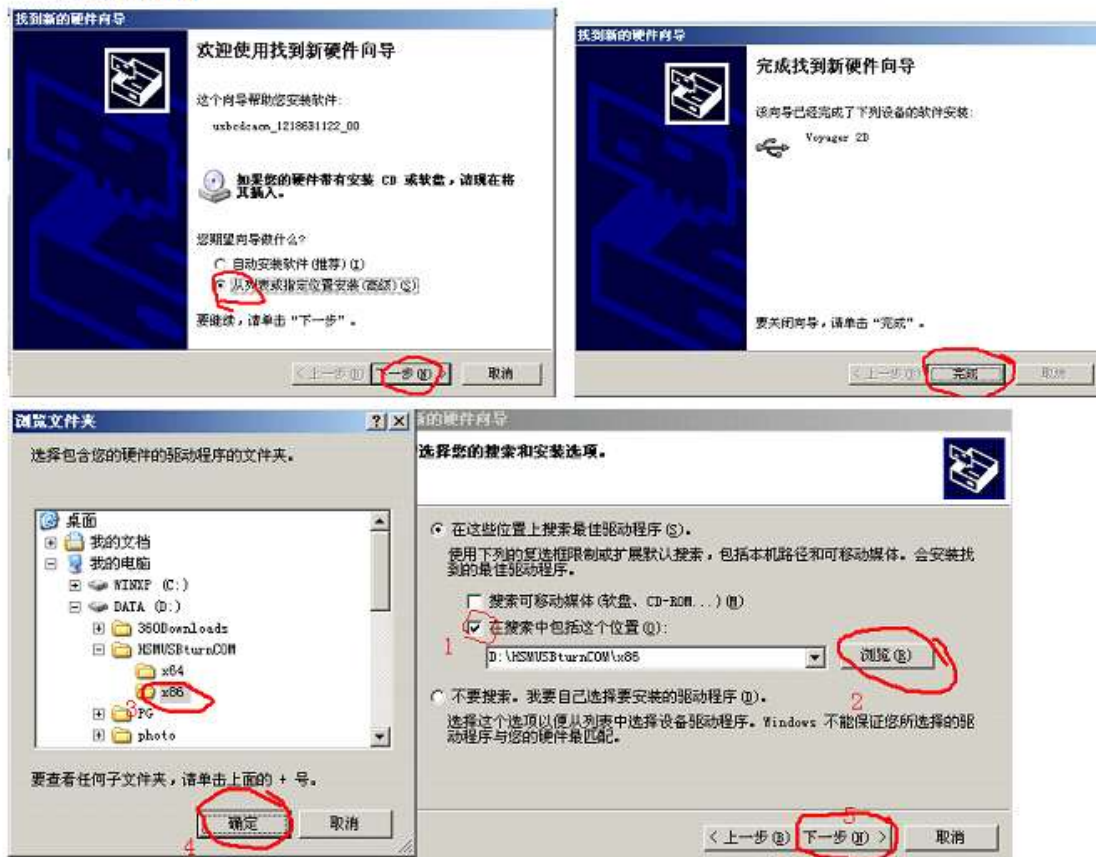 找到新的硬件向导
欢迎使用找到新硬件向导
这个向导帮助您安装软件:
usbcdcacm_1218631122_00
如果您的硬件带有安装 CD 或软盘，请现在将
其插入。
您期望向导做什么?
自动安装软件(推荐)(I)
从列表或指定位置安装(高级)(S)
要继续，请单击“下一步”。
<上一步(B)
下一步(N) >
取消
找到新的硬件向导
完成找到新硬件向导
该向导已经完成了下列设备的软件安装:
Voyager 2D
要关闭向导，请单击“完成”。
<上一步(B)
完成
取消
浏览文件夹
选择包含您的硬件的驱动程序的文件夹。
桌面
我的文档
我的电脑
WINXP (C:)
DATA (D:)
360Downloads
HSMUSBturnCOM
x64
x86
3
PG
photo
要查看任何子文件夹，请单击上面的 + 号。
确定
取消
4
新的硬件向导
选择您的搜索和安装选项。
在这些位置上搜索最佳驱动程序(S)。
使用下列的复选框限制或扩展默认搜索，包括本机路径和可移动媒体。会安装找
到的最佳驱动程序。
搜索可移动媒体(软盘、CD-ROM...)(M)
1
在搜索中包括这个位置(O):
D:\HSMUSBturnCOM\x86
浏览(R)
2
不要搜索。我要自己选择要安装的驱动程序(D)。
选择这个选项以便从列表中选择设备驱动程序。Windows 不能保证您所选择的驱
动程序与您的硬件最匹配。
5
<上一步(B)
下一步(N) >
取消